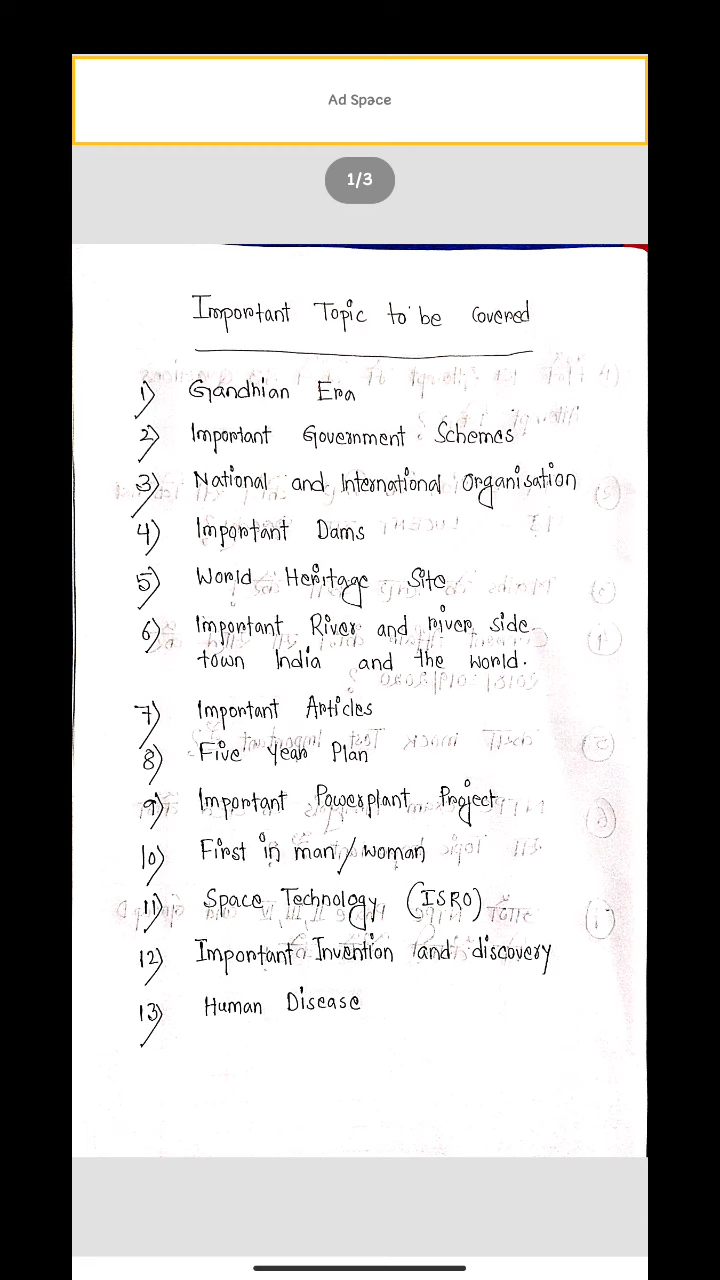 Ad Space
1/3
Important Topic to be Covered
1) Gandhian Era
2) Important Government Schemes
3) National and International Organisation
4) Important Dams
5) World Heritage Site
6) Important River and river side
town India and the world.
7) Important Articles
8) Five Year Plan
9) Important Powerplant Project
10) First in man/woman
11) Space Technology (ISRO)
12) Important Invention and discovery
13) Human Disease